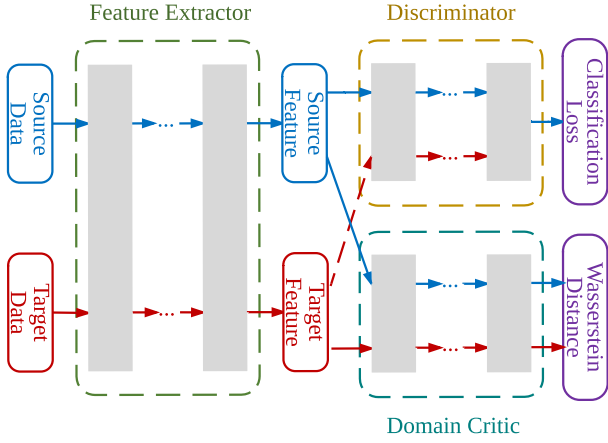 Feature Extractor
Discriminator
Source
Data
...
Source
Feature
...
...
Classification
Loss
Target
Data
...
Target
Feature
...
...
Wasserstein
Distance
Domain Critic